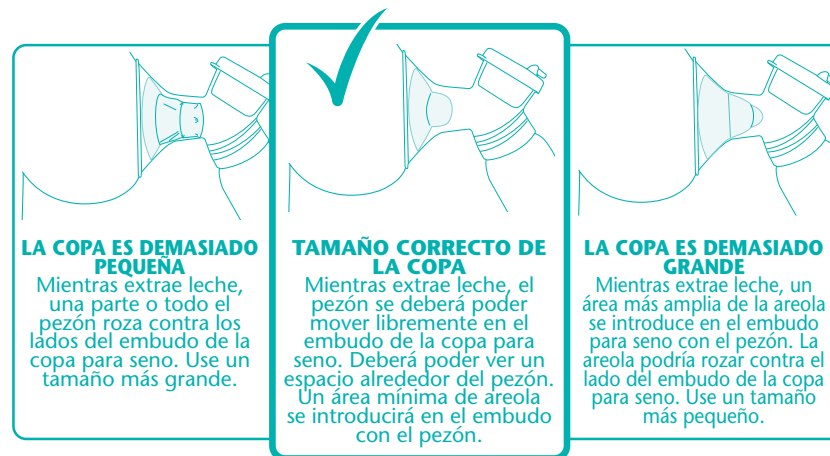 LA COPA ES DEMASIADO
PEQUEÑA
Mientras extrae leche,
una parte o todo el
pezón roza contra los
lados del embudo de la
copa para seno. Use un
tamaño más grande.
TAMAÑO CORRECTO DE
LA COPA
Mientras extrae leche, el
pezón se deberá poder
mover libremente en el
embudo de la copa para
seno. Deberá poder ver un
espacio alrededor del pezón.
Un área mínima de areola
se introducirá en el embudo
con el pezón.
LA COPA ES DEMASIADO
GRANDE
Mientras extrae leche, un
área más amplia de la areola
se introduce en el embudo
para seno con el pezón. La
areola podría rozar contra el
lado del embudo de la copa
para seno. Use un tamaño
más pequeño.